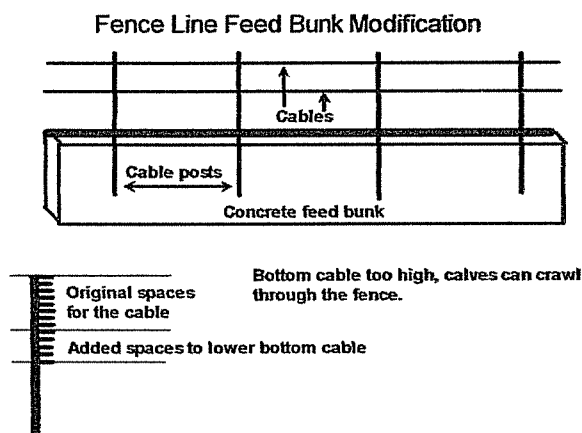 Fence Line Feed Bunk Modification
Cables
Cable posts
Concrete feed bunk
Bottom cable too high, calves can crawl
through the fence.
Original spaces
for the cable
Added spaces to lower bottom cable